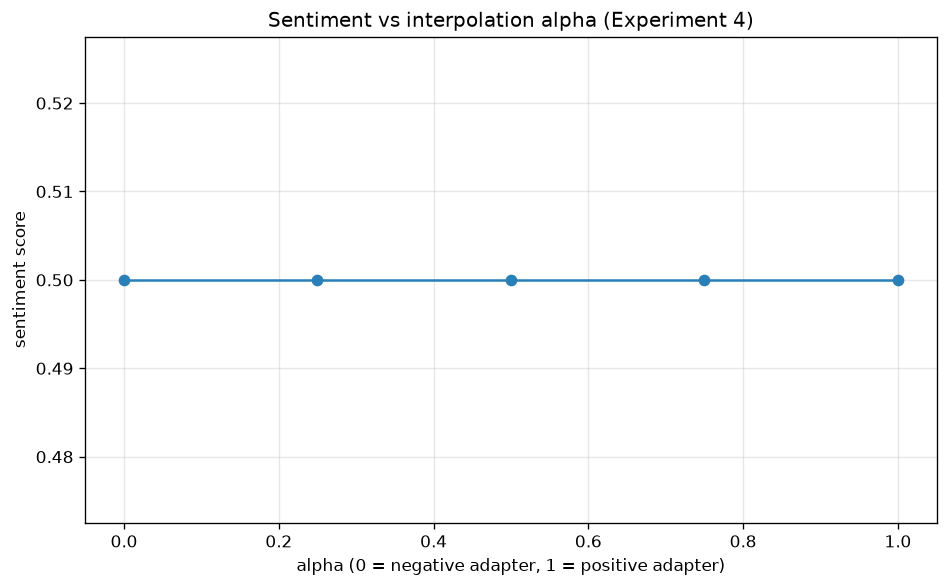 Sentiment vs interpolation alpha (Experiment 4)
sentiment score
0.52
0.51
0.50
0.49
0.48
0.0 0.2 0.4 0.6 0.8 1.0
alpha (0 = negative adapter, 1 = positive adapter)